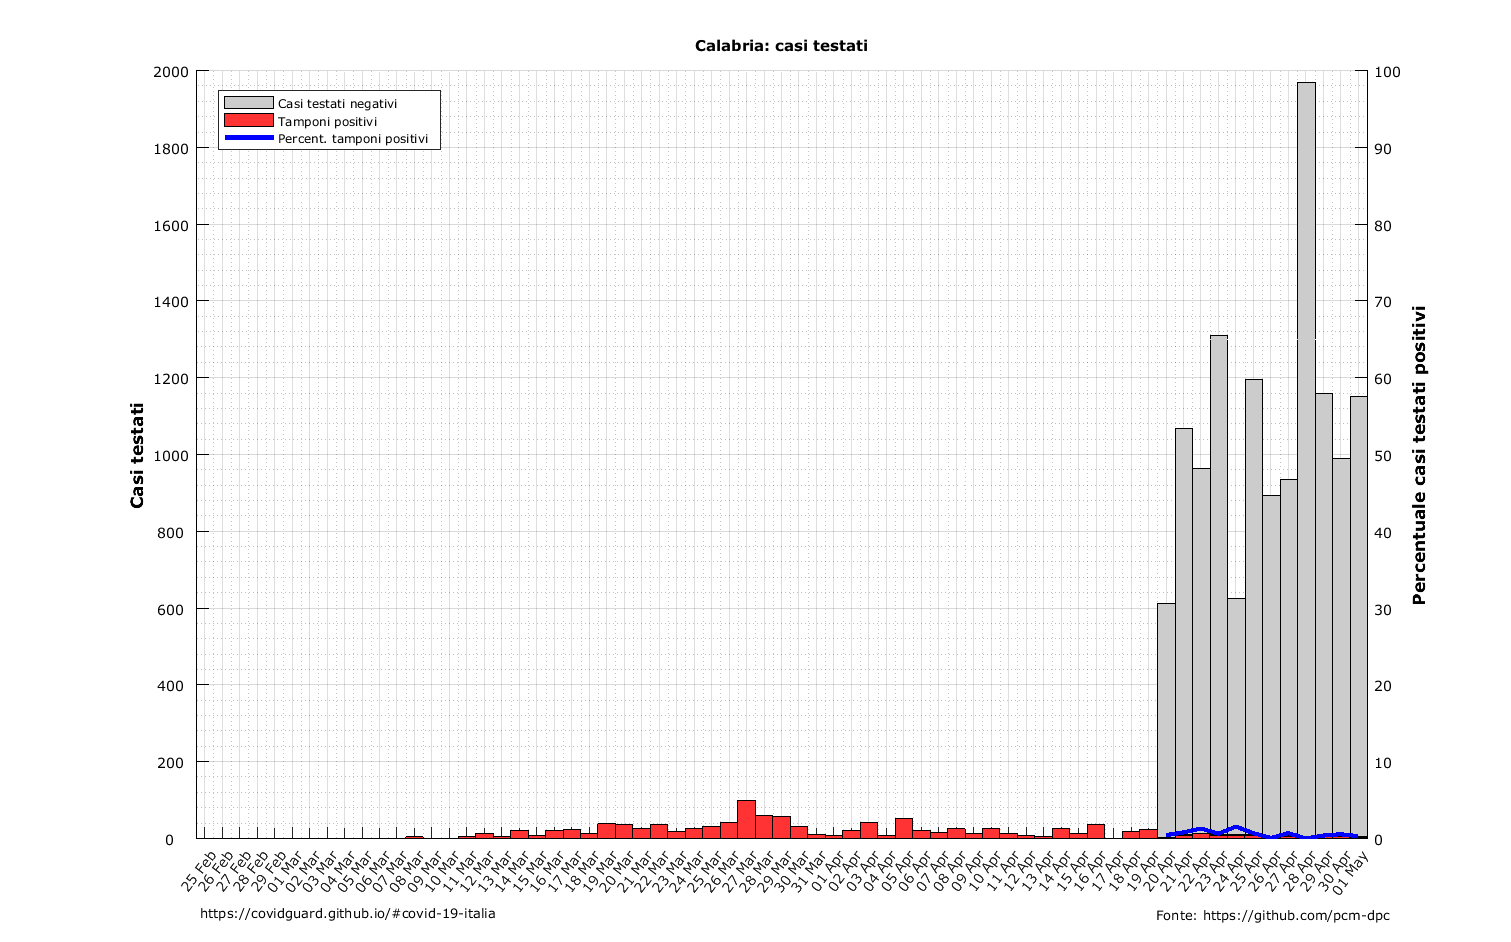 Calabria: casi testati
Casi testati negativi
Tamponi positivi
Percent. tamponi positivi
Casi testati
2000
1800
1600
1400
1200
1000
800
600
400
200
0
100
90
80
70
60
50
40
30
20
10
0
Percentuale casi testati positivi
25 Feb
26 Feb
27 Feb
28 Feb
29 Feb
01 Mar
02 Mar
03 Mar
04 Mar
05 Mar
06 Mar
07 Mar
08 Mar
09 Mar
10 Mar
11 Mar
12 Mar
13 Mar
14 Mar
15 Mar
16 Mar
17 Mar
18 Mar
19 Mar
20 Mar
21 Mar
22 Mar
23 Mar
24 Mar
25 Mar
26 Mar
27 Mar
28 Mar
29 Mar
30 Mar
31 Mar
01 Apr
02 Apr
03 Apr
04 Apr
05 Apr
06 Apr
07 Apr
08 Apr
09 Apr
10 Apr
11 Apr
12 Apr
13 Apr
14 Apr
15 Apr
16 Apr
17 Apr
18 Apr
19 Apr
20 Apr
21 Apr
22 Apr
23 Apr
24 Apr
25 Apr
26 Apr
27 Apr
28 Apr
29 Apr
30 Apr
01 May
https://covidguard.github.io/#covid-19-italia
Fonte: https://github.com/pcm-dpc